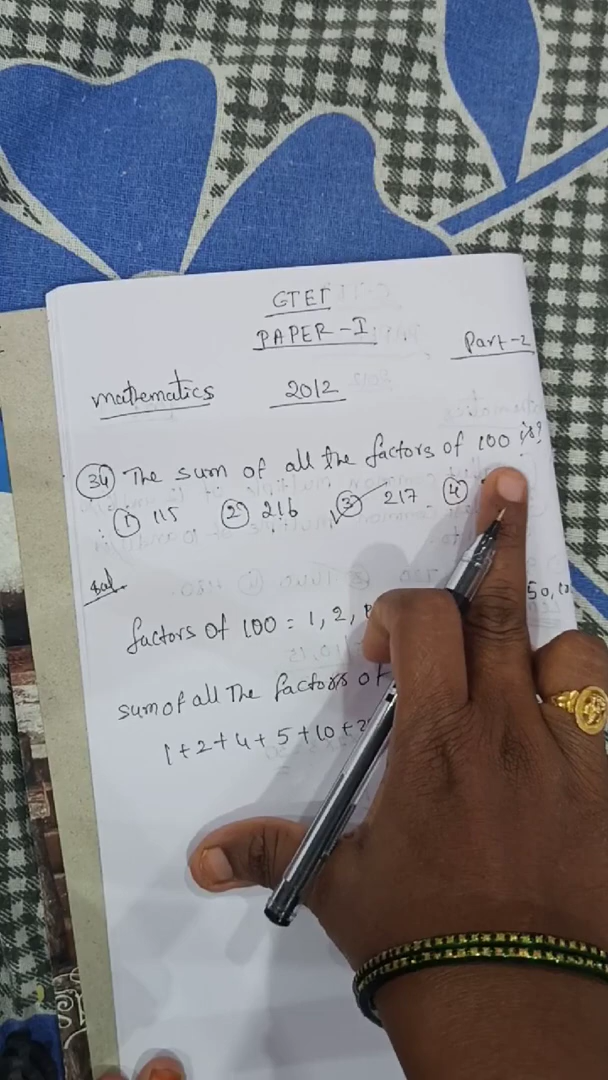 GTET
PAPER-I
Part-2
mathematics 2012
34 The sum of all the factors of 100 is?
1 115 2 216 3 217 4
Sol
factors of 100 = 1, 2, 50,
sum of all The factors of
1+2+4+5+10+2